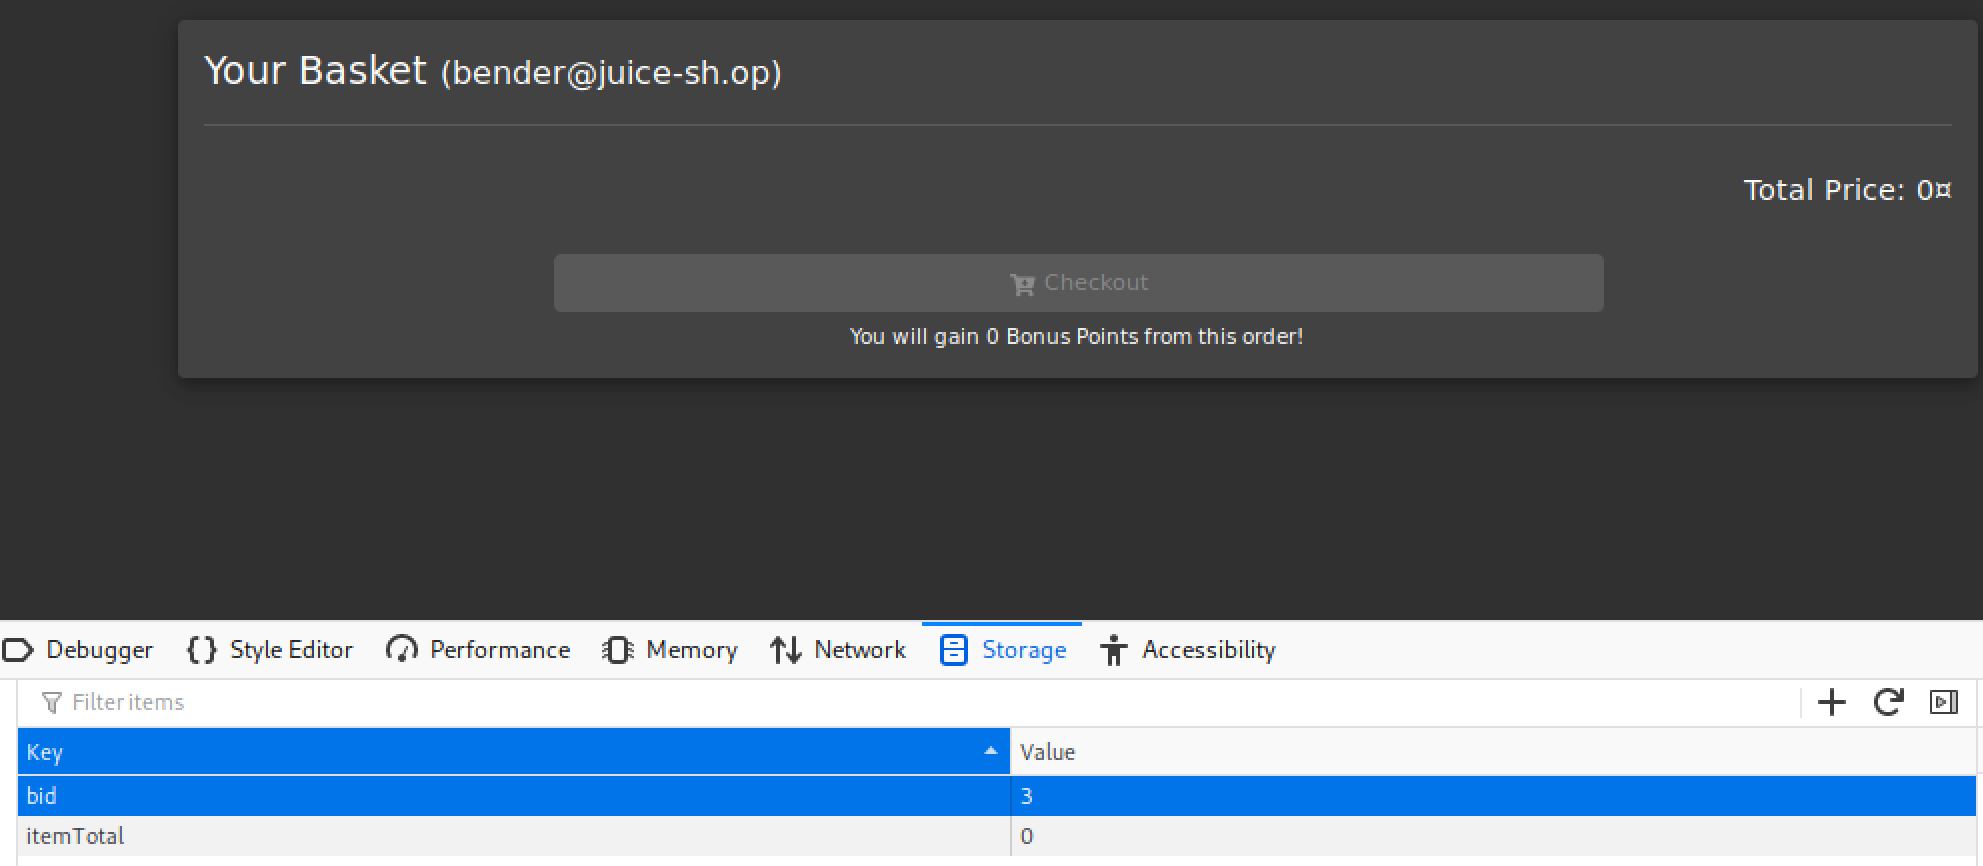 Your Basket (bender@juice-sh.op)
Total Price: 0¤
Checkout
You will gain 0 Bonus Points from this order!
Debugger Style Editor Performance Memory Network Storage Accessibility
Filter items
Key Value
bid 3
itemTotal 0